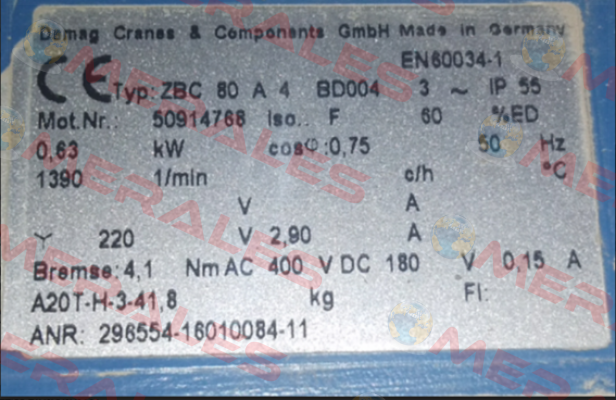 Demag Cranes & Components GmbH Made in Germany
EN60034-1
CE Typ: ZBC 80 A 4 BD004 3 ~ IP 55
Mot.Nr.: 50914768 Iso.. F 60 %ED
0,63 kW cosφ:0,75 50 Hz
1390 1/min c/h °C
V A
Y 220 V 2,90 A
Bremse:4,1 Nm AC 400 V DC 180 V 0,15 A
A20T-H-3-41,8 kg FI:
ANR: 296554-16010084-11
MERALES